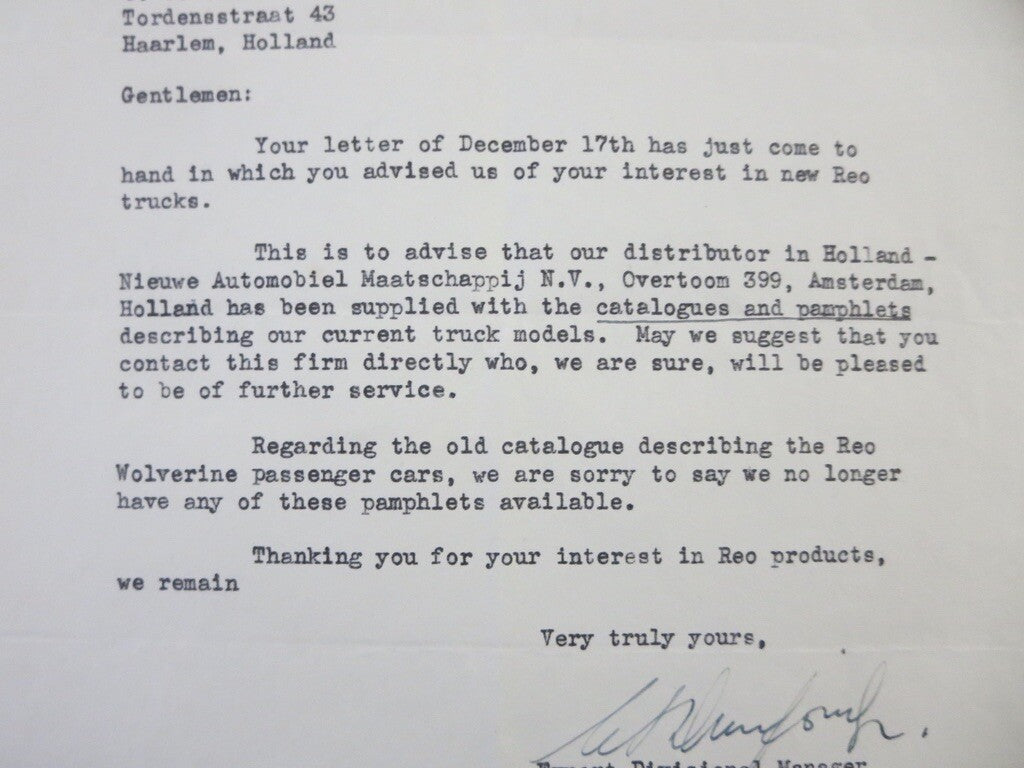 Tordensstraat 43
Haarlem, Holland
Gentlemen:
Your letter of December 17th has just come to
hand in which you advised us of your interest in new Reo
trucks.
This is to advise that our distributor in Holland -
Nieuwe Automobiel Maatschappij N.V., Overtoom 399, Amsterdam,
Holland has been supplied with the catalogues and pamphlets
describing our current truck models. May we suggest that you
contact this firm directly who, we are sure, will be pleased
to be of further service.
Regarding the old catalogue describing the Reo
Wolverine passenger cars, we are sorry to say we no longer
have any of these pamphlets available.
Thanking you for your interest in Reo products,
we remain
Very truly yours,
Divisional Manager